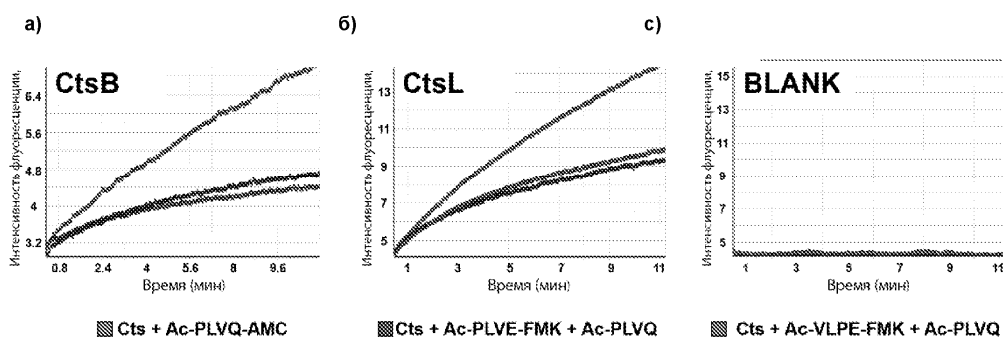 а)
б)
с)
CtsB
CtsL
BLANK
Интенсивность флуоресценции,
6.4
5.6
4.8
4
3.2
0.8 2.4 4 5.6 8 9.6
Время (мин)
Интенсивность флуоресценции,
13
11
9
7
5
1 3 5 7 9 11
Время (мин)
Интенсивность флуоресценции,
15
13
11
9
7
5
1 3 5 7 9 11
Время (мин)
Cts + Ac-PLVQ-AMC
Cts + Ac-PLVE-FMK + Ac-PLVQ
Cts + Ac-VLPE-FMK + Ac-PLVQ